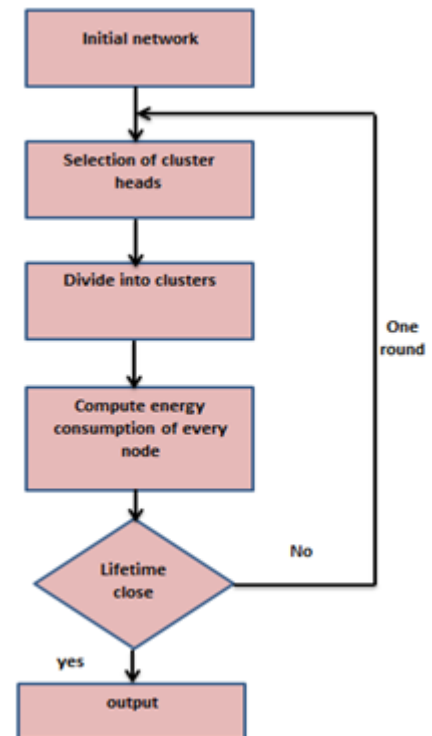 Initial network
Selection of cluster
heads
Divide into clusters
One
round
Compute energy
consumption of every
node
No
Lifetime
close
yes
output